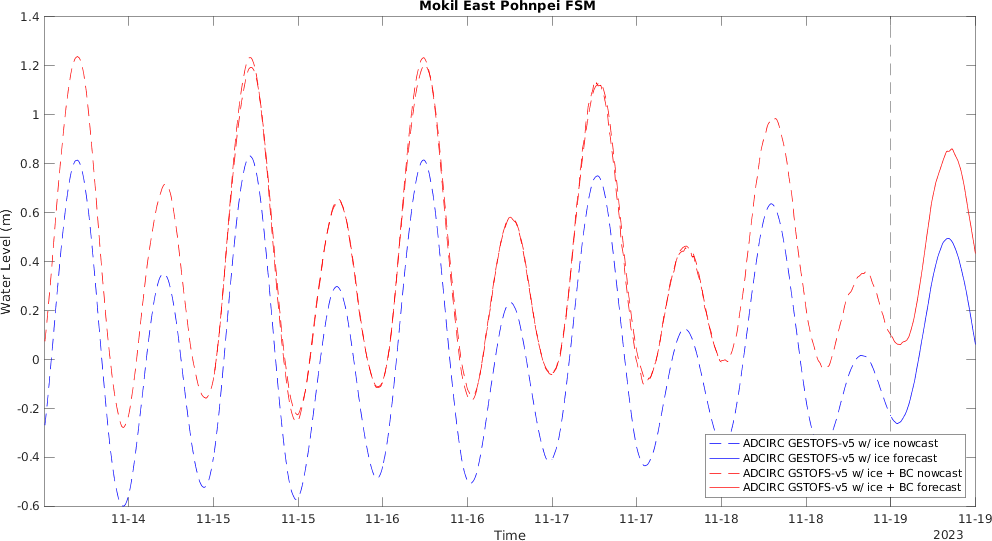 Mokil East Pohnpei FSM
1.4
1.2
1
0.8
0.6
0.4
0.2
0
-0.2
-0.4
-0.6
Water Level (m)
ADCIRC GESTOFS-v5 w/ ice nowcast
ADCIRC GESTOFS-v5 w/ ice forecast
ADCIRC GSTOFS-v5 w/ ice + BC nowcast
ADCIRC GSTOFS-v5 w/ ice + BC forecast
11-14 11-15 11-15 11-16 11-16 11-17 11-17 11-18 11-18 11-19 11-19
Time
2023